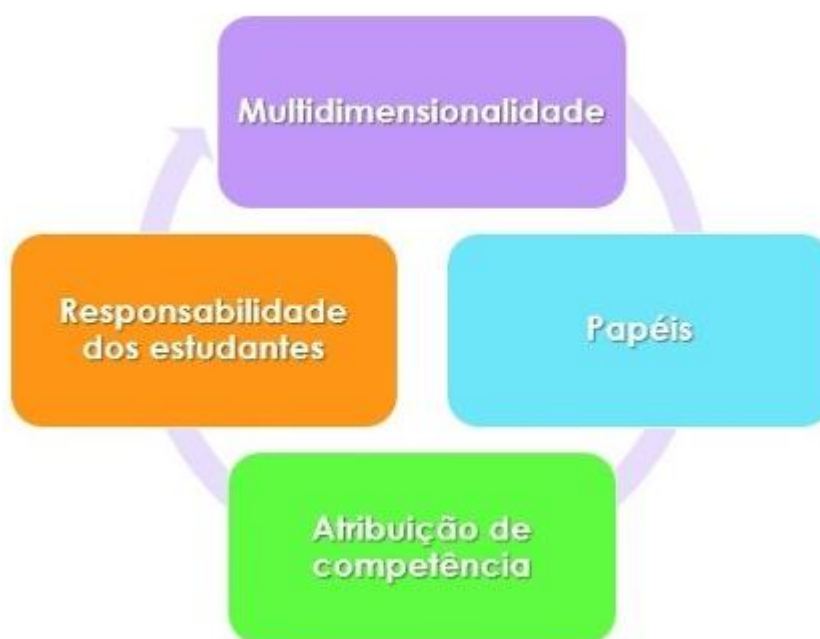 Multidimensionalidade
Papéis
Atribuição de
competência
Responsabilidade
dos estudantes